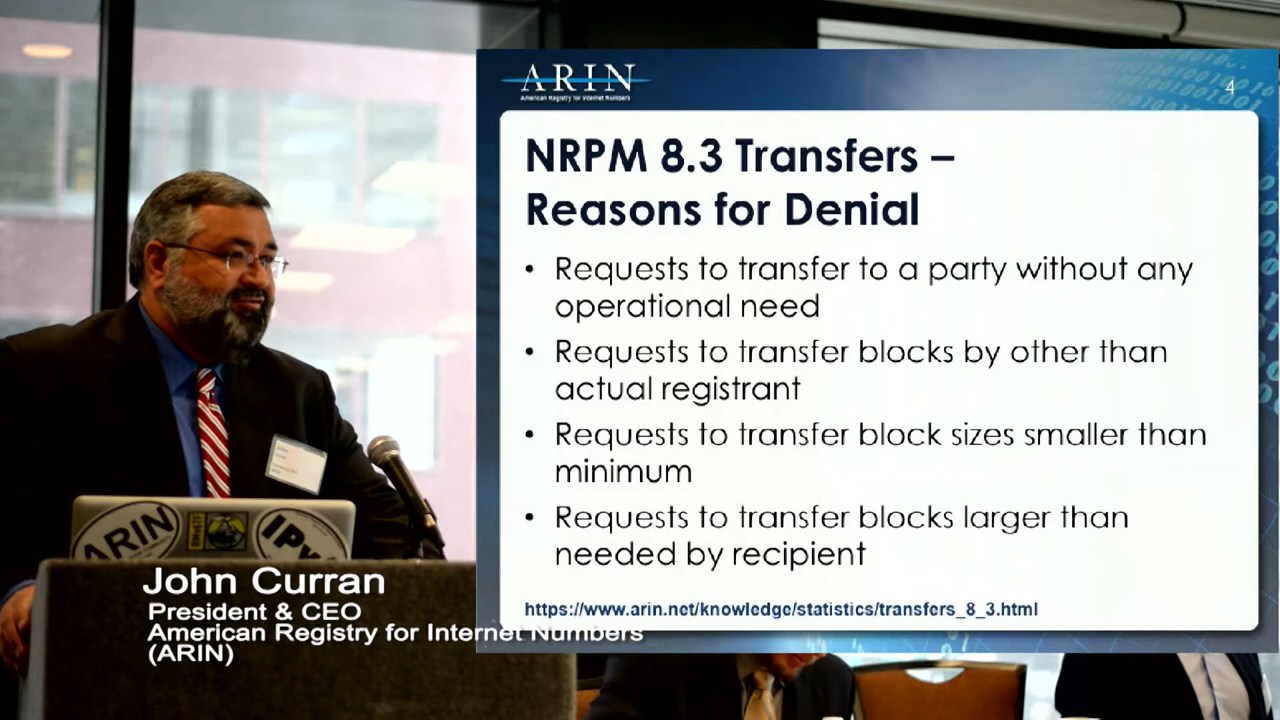 ARIN
American Registry for Internet Numbers
4
NRPM 8.3 Transfers –
Reasons for Denial
• Requests to transfer to a party without any
operational need
• Requests to transfer blocks by other than
actual registrant
• Requests to transfer block sizes smaller than
minimum
• Requests to transfer blocks larger than
needed by recipient
https://www.arin.net/knowledge/statistics/transfers_8_3.html
ARIN
John Curran
President & CEO
American Registry for Internet Numbers
(ARIN)